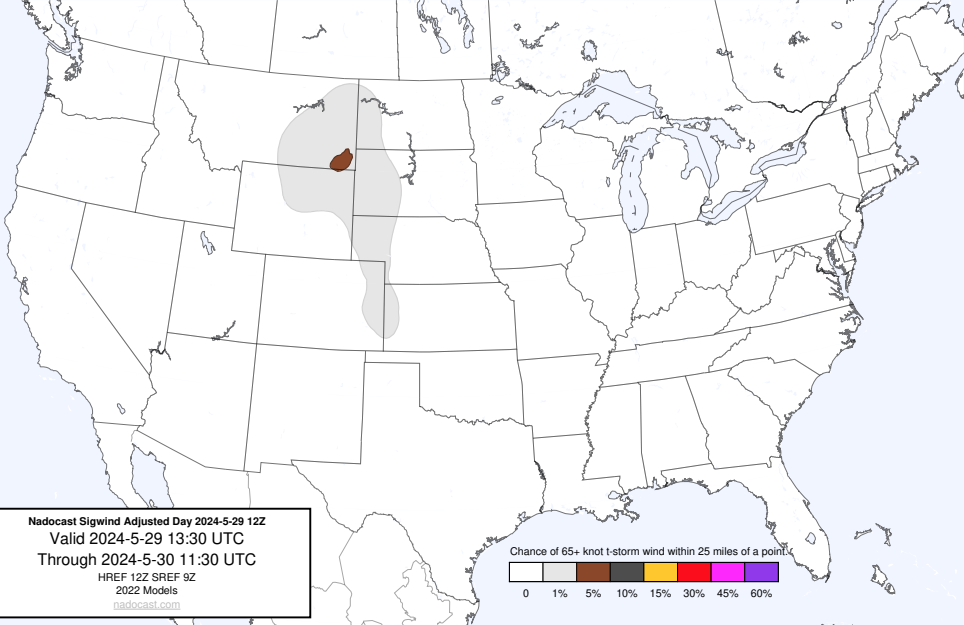 Nadocast Sigwind Adjusted Day 2024-5-29 12Z
Valid 2024-5-29 13:30 UTC
Through 2024-5-30 11:30 UTC
HREF 12Z SREF 9Z
2022 Models
nadocast.com
Chance of 65+ knot t-storm wind within 25 miles of a point.
0 1% 5% 10% 15% 30% 45% 60%